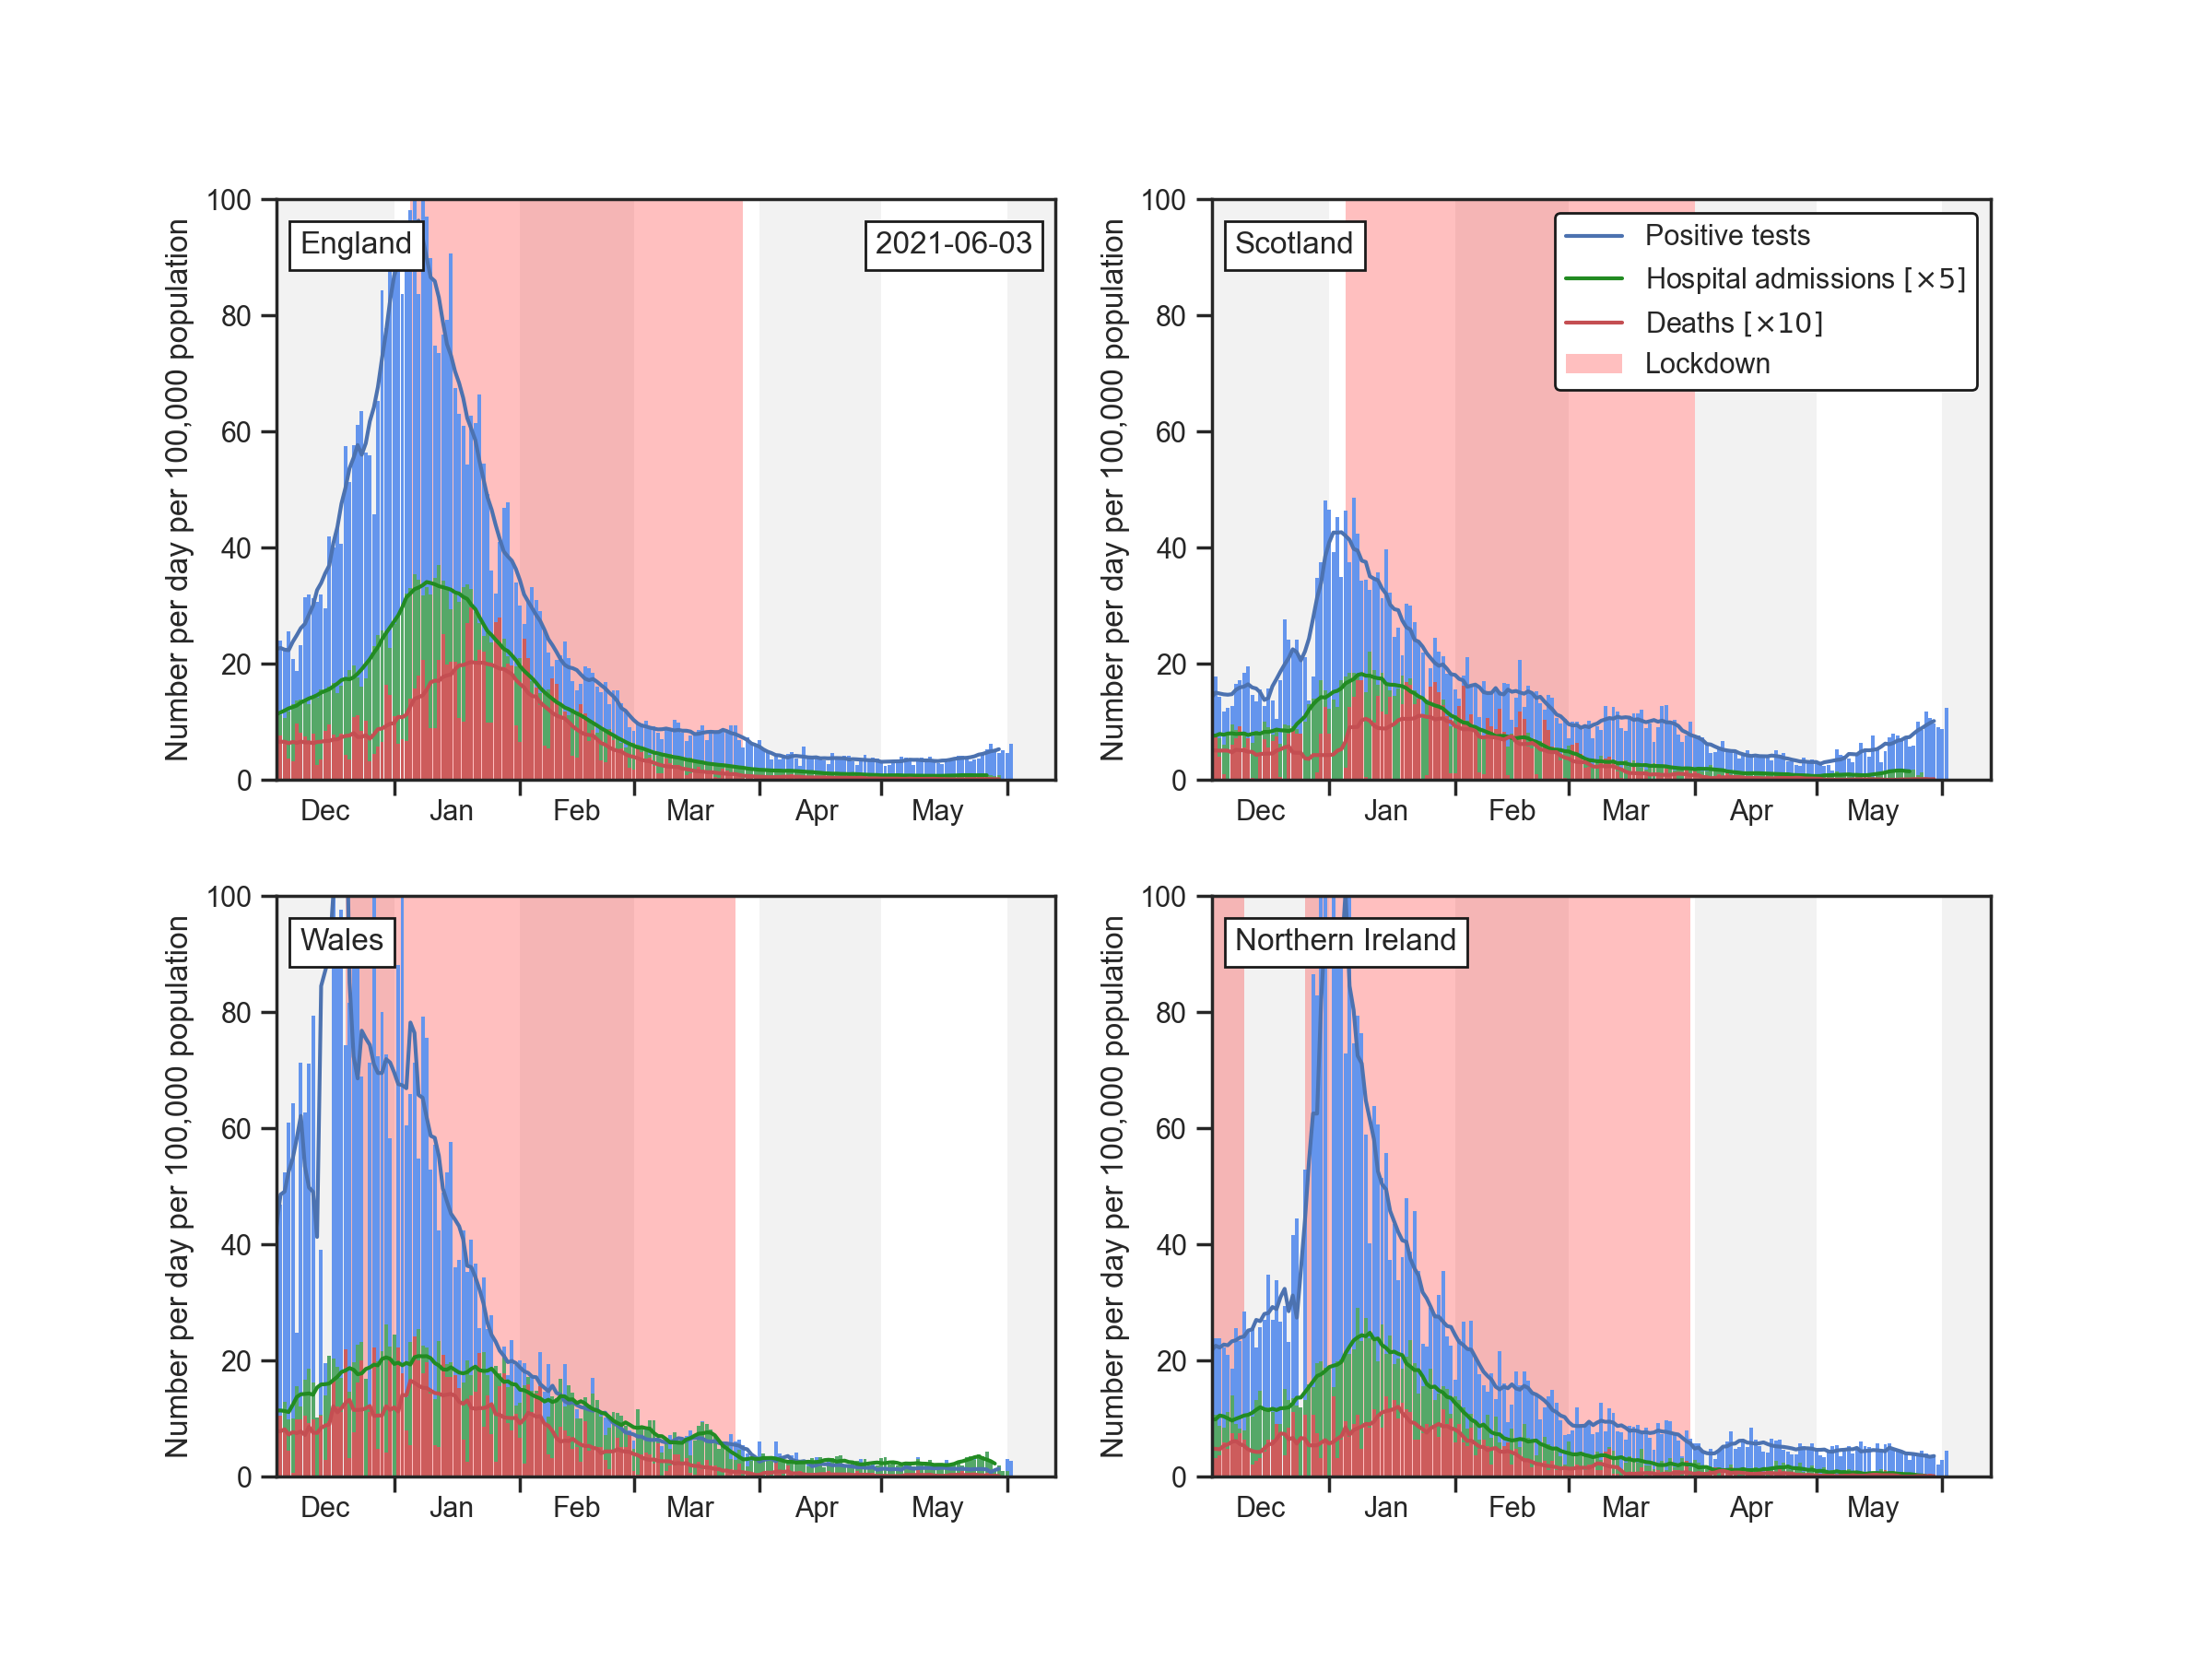 Number per day per 100,000 population
100
80
60
40
20
0
England
2021-06-03
Dec Jan Feb Mar Apr May
Number per day per 100,000 population
100
80
60
40
20
0
Scotland
Positive tests
Hospital admissions [×5]
Deaths [×10]
Lockdown
Dec Jan Feb Mar Apr May
Number per day per 100,000 population
100
80
60
40
20
0
Wales
Dec Jan Feb Mar Apr May
Number per day per 100,000 population
100
80
60
40
20
0
Northern Ireland
Dec Jan Feb Mar Apr May